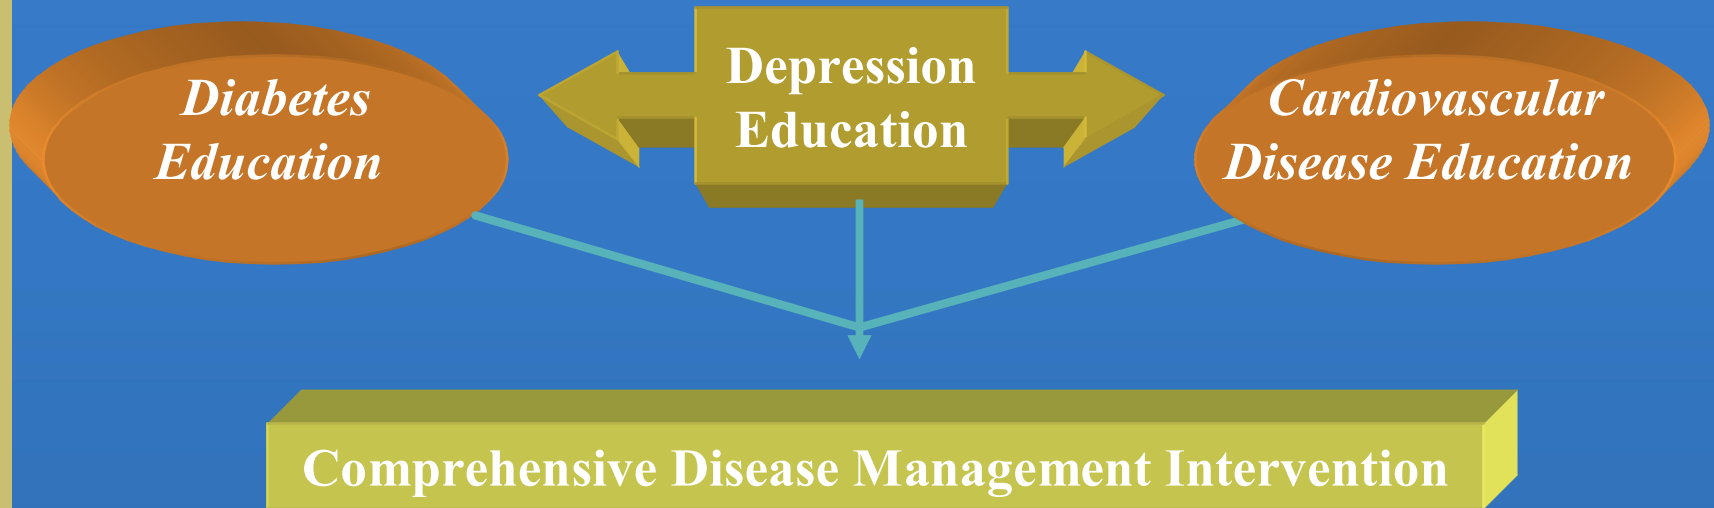 Diabetes
Education
Depression
Education
Cardiovascular
Disease Education
Comprehensive Disease Management Intervention